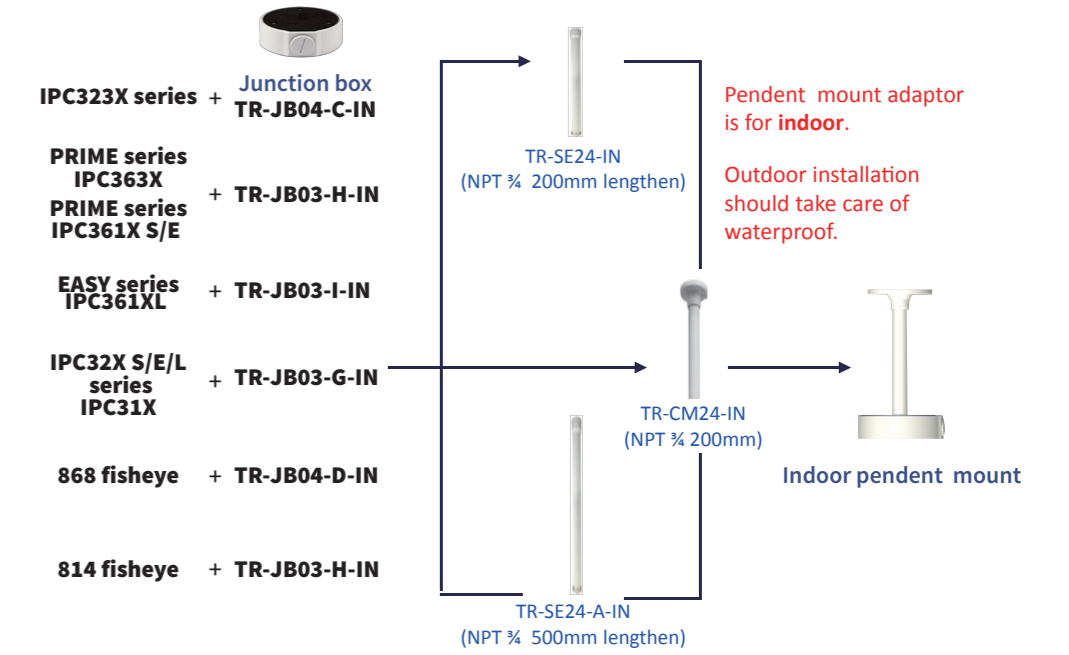 Junction box
IPC323X series + TR-JB04-C-IN
PRIME series
IPC363X
PRIME series
IPC361X S/E
+ TR-JB03-H-IN
EASY series
IPC361XL
+ TR-JB03-I-IN
IPC32X S/E/L
series
IPC31X
+ TR-JB03-G-IN
868 fisheye + TR-JB04-D-IN
814 fisheye + TR-JB03-H-IN
TR-SE24-IN
(NPT ¾ 200mm lengthen)
TR-SE24-A-IN
(NPT ¾ 500mm lengthen)
TR-CM24-IN
(NPT ¾ 200mm)
Pendent mount adaptor
is for indoor.
Outdoor installation
should take care of
waterproof.
Indoor pendent mount